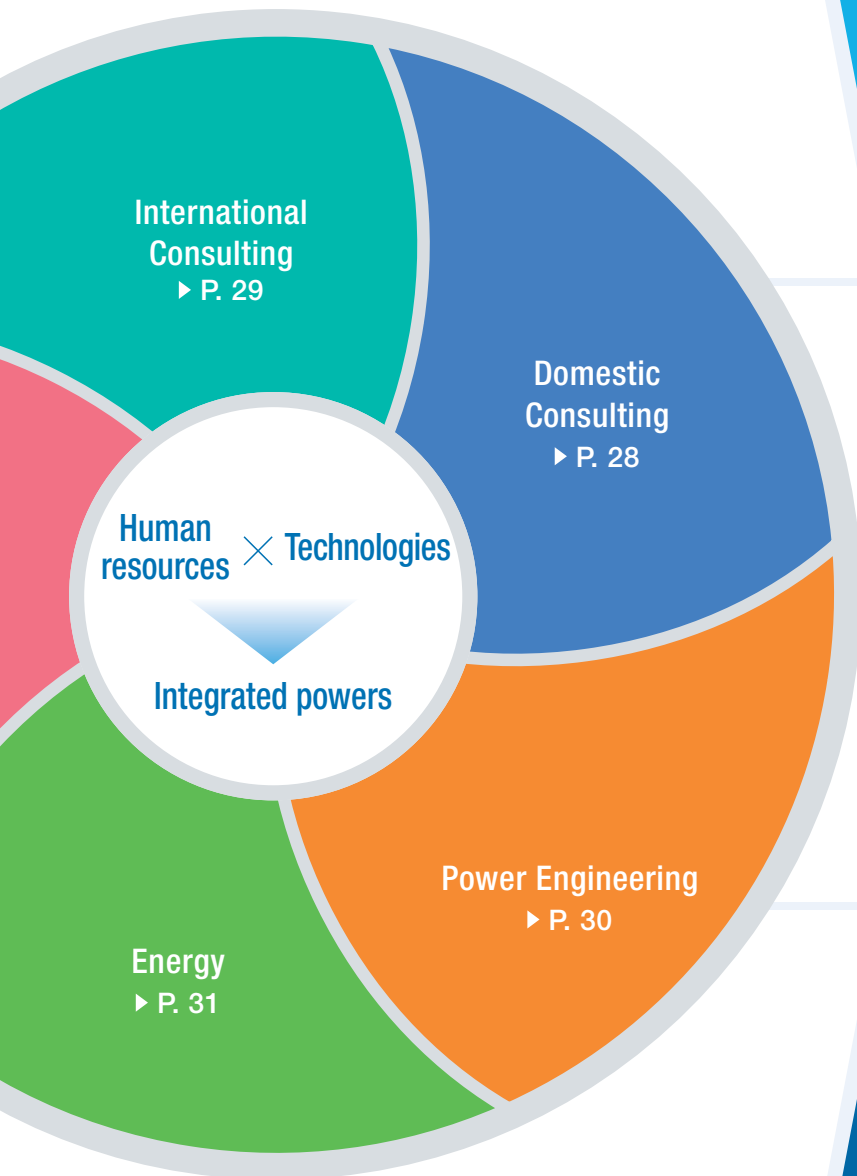 International
Consulting
▶ P. 29
Domestic
Consulting
▶ P. 28
Human
resources
×
Technologies
Integrated powers
Power Engineering
▶ P. 30
Energy
▶ P. 31